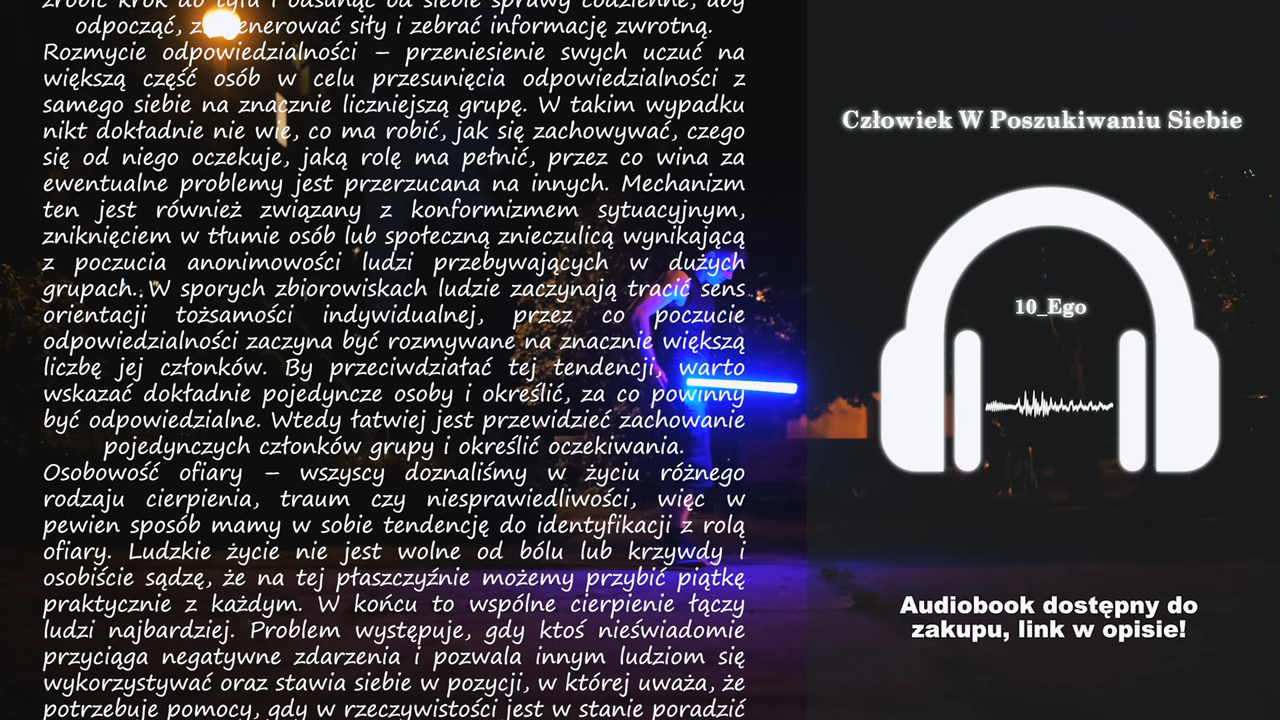 zrobić krok do tyłu i odsunąć od siebie sprawy codzienne, aby
odpocząć, zregenerować siły i zebrać informację zwrotną.
Rozmycie odpowiedzialności – przeniesienie swych uczuć na
większą część osób w celu przesunięcia odpowiedzialności z
samego siebie na znacznie liczniejszą grupę. W takim wypadku
nikt dokładnie nie wie, co ma robić, jak się zachowywać, czego
się od niego oczekuje, jaką rolę ma pełnić, przez co wina za
ewentualne problemy jest przerzucana na innych. Mechanizm
ten jest również związany z konformizmem sytuacyjnym,
zniknięciem w tłumie osób lub społeczną znieczulicą wynikającą
z poczucia anonimowości ludzi przebywających w dużych
grupach. W sporych zbiorowiskach ludzie zaczynają tracić sens
orientacji tożsamości indywidualnej, przez co poczucie
odpowiedzialności zaczyna być rozmywane na znacznie większą
liczbę jej członków. By przeciwdziałać tej tendencji, warto
wskazać dokładnie pojedyncze osoby i określić, za co powinny
być odpowiedzialne. Wtedy łatwiej jest przewidzieć zachowanie
pojedynczych członków grupy i określić oczekiwania.
Osobowość ofiary – wszyscy doznaliśmy w życiu różnego
rodzaju cierpienia, traum czy niesprawiedliwości, więc w
pewien sposób mamy w sobie tendencję do identyfikacji z rolą
ofiary. Ludzkie życie nie jest wolne od bólu lub krzywdy i
osobiście sądzę, że na tej płaszczyźnie możemy przybić piątkę
praktycznie z każdym. W końcu to wspólne cierpienie łączy
ludzi najbardziej. Problem występuje, gdy ktoś nieświadomie
przyciąga negatywne zdarzenia i pozwala innym ludziom się
wykorzystywać oraz stawia siebie w pozycji, w której uważa, że
potrzebuje pomocy, gdy w rzeczywistości jest w stanie poradzić
Człowiek W Poszukiwaniu Siebie
10_Ego
Audiobook dostępny do
zakupu, link w opisie!